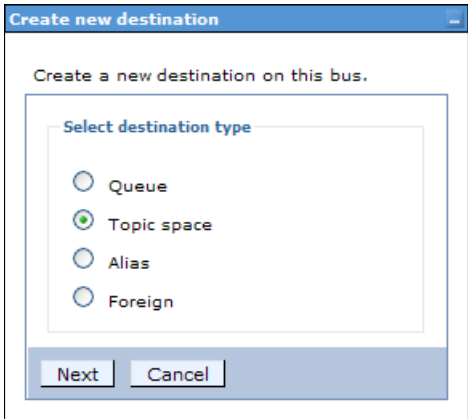 Create new destination
Create a new destination on this bus.
Select destination type
Queue
Topic space
Alias
Foreign
Next Cancel